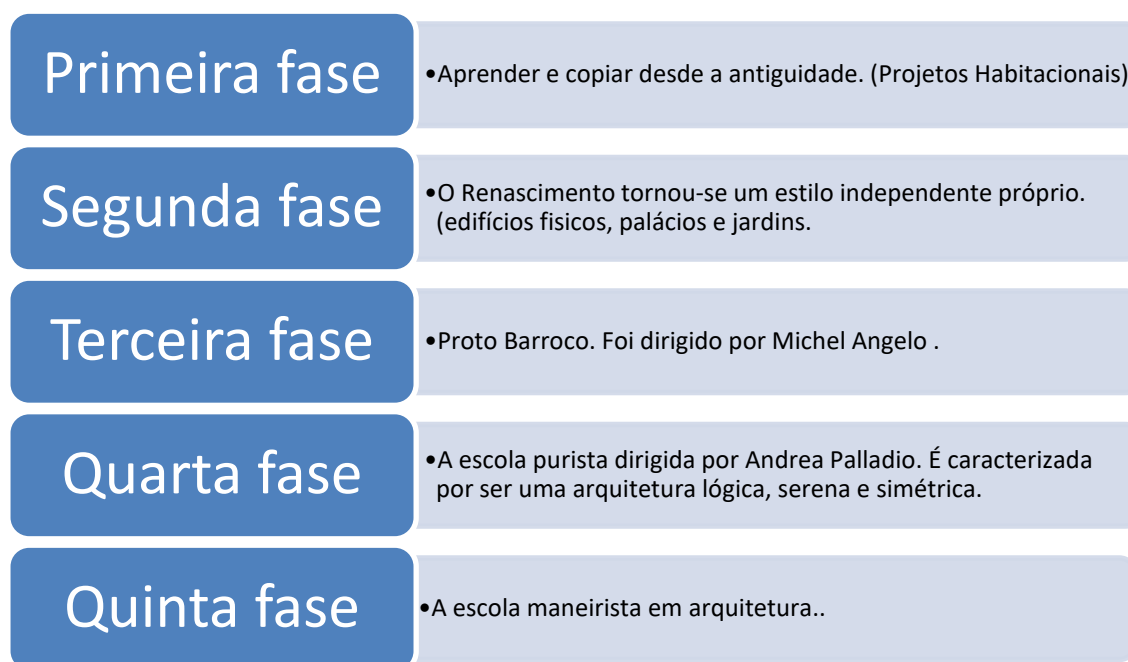 Primeira fase
•Aprender e copiar desde a antiguidade. (Projetos Habitacionais)
Segunda fase
•O Renascimento tornou-se um estilo independente próprio.
(edifícios fisicos, palácios e jardins.
Terceira fase
•Proto Barroco. Foi dirigido por Michel Angelo .
Quarta fase
•A escola purista dirigida por Andrea Palladio. É caracterizada
por ser uma arquitetura lógica, serena e simétrica.
Quinta fase
•A escola maneirista em arquitetura..